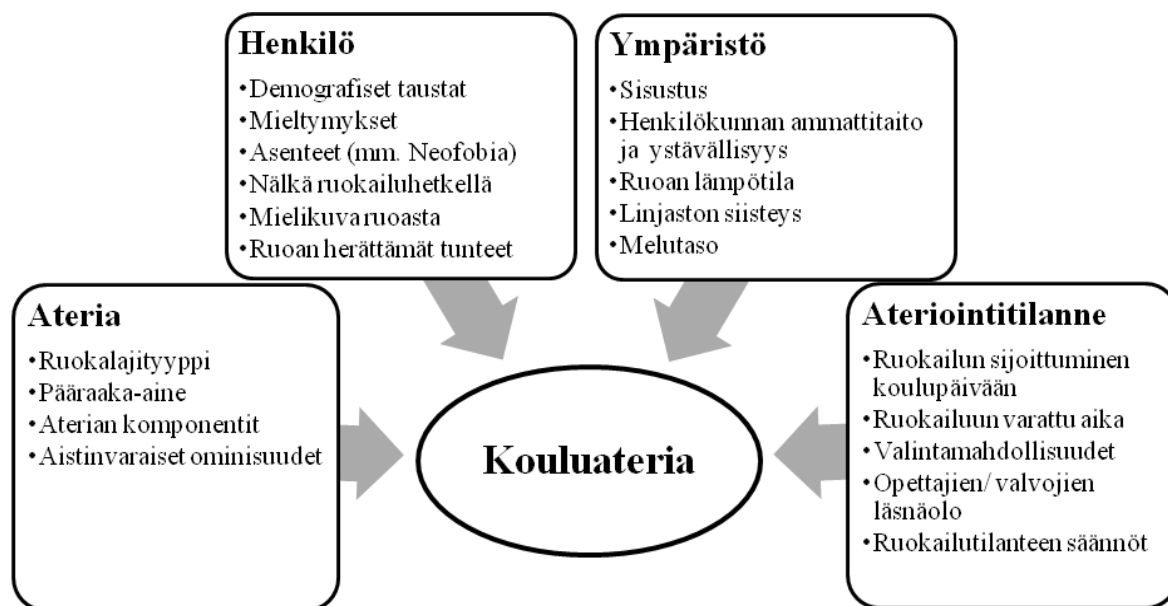 Henkilö
•Demografiset taustat
•Mieltymykset
•Asenteet (mm. Neofobia)
•Nälkä ruokailuhetkellä
•Mielikuva ruoasta
•Ruoan herättämät tunteet
Ympäristö
•Sisustus
•Henkilökunnan ammattitaito
ja ystävällisyys
•Ruoan lämpötila
•Linjaston siisteys
•Melutaso
Ateria
•Ruokalajityyppi
•Pääraaka-aine
•Aterian komponentit
•Aistinvaraiset ominisuudet
Ateriointitilanne
•Ruokailun sijoittuminen
koulupäivään
•Ruokailuun varattu aika
•Valintamahdollisuudet
•Opettajien/ valvojien
läsnäolo
•Ruokailutilanteen säännöt
Kouluateria